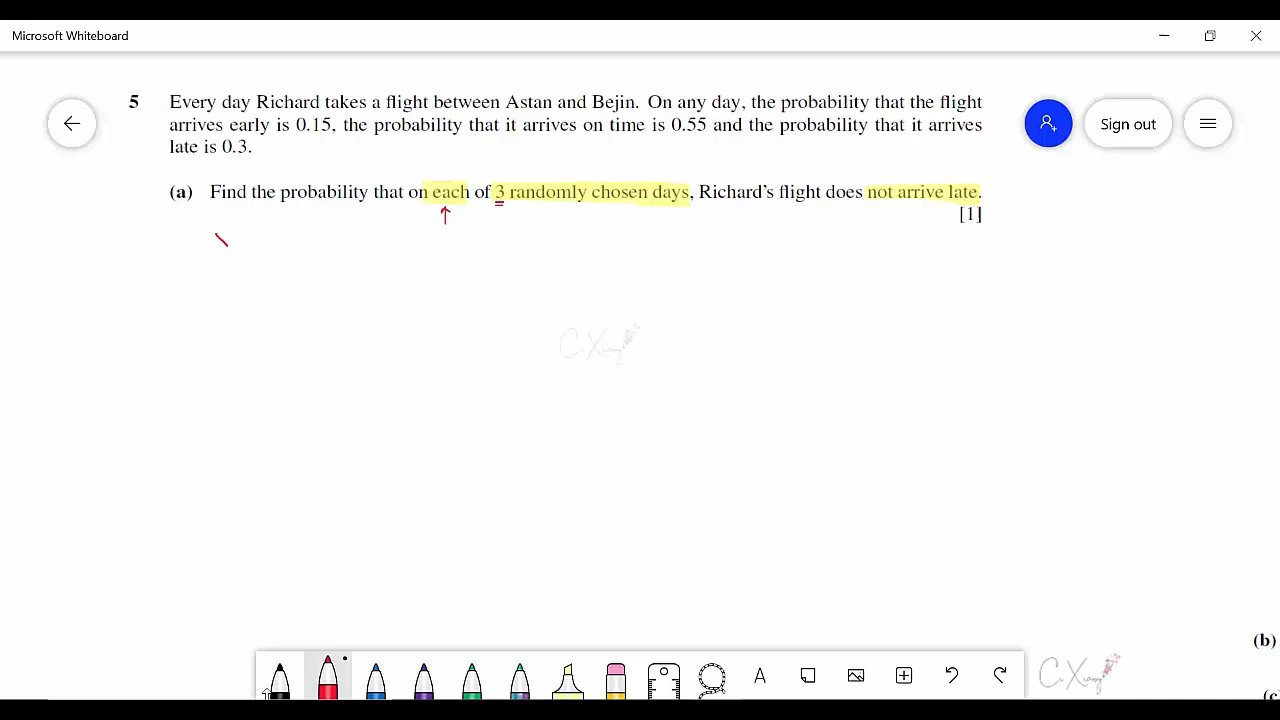 Microsoft Whiteboard
5 Every day Richard takes a flight between Astan and Bejin. On any day, the probability that the flight
arrives early is 0.15, the probability that it arrives on time is 0.55 and the probability that it arrives
late is 0.3.
Sign out
(a) Find the probability that on each of 3 randomly chosen days, Richard's flight does not arrive late.
[1]
C.Xiang
(b)
A
C.Xiang
(c